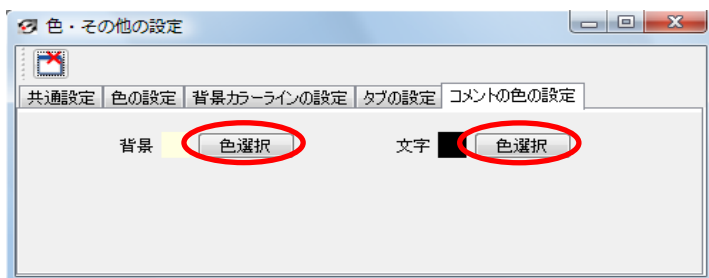 色・その他の設定
共通設定 色の設定 背景カラーラインの設定 タブの設定 コメントの色の設定
背景 色選択 文字 色選択